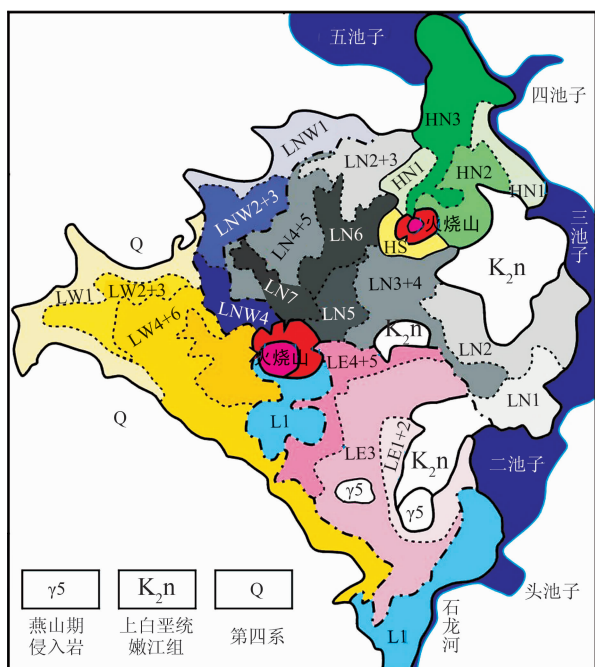 五池子
四池子
HN3
LNW1
LN2+3
HN1
HN2
HN1
LNW2+3
LN4+5
LN6
火烧山
HS
三池子
Q
K₂n
LW1
LW2+3
LN7
LN3+4
LNW4
LN5
LW4+6
K₂n
火烧山
LE4+5
LN2
LN1
Q
L1
LE3
LE1+2
K₂n
二池子
γ5
γ5
γ5
K₂n
Q
燕山期
侵入岩
上白垩统
嫩江组
第四系
L1
石龙河
头池子